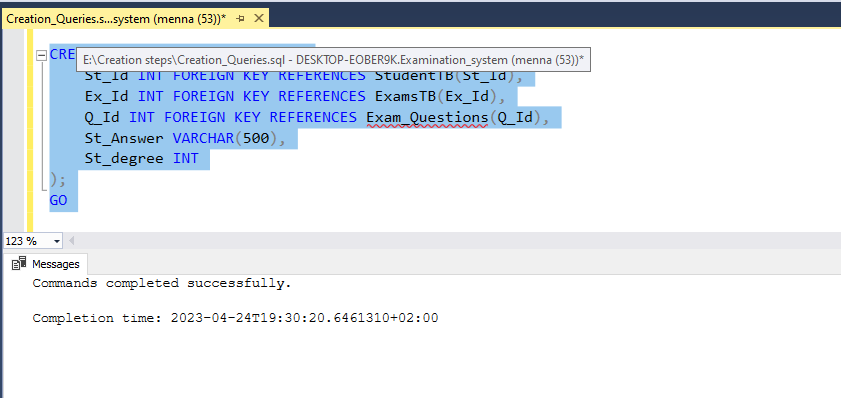 Creation_Queries.s...system (menna (53))*
CRE
E:\Creation steps\Creation_Queries.sql - DESKTOP-EOBER9K.Examination_system (menna (53))*
St_Id INT FOREIGN KEY REFERENCES StudentTB(St_Id),
Ex_Id INT FOREIGN KEY REFERENCES ExamsTB(Ex_Id),
Q_Id INT FOREIGN KEY REFERENCES Exam_Questions(Q_Id),
St_Answer VARCHAR(500),
St_degree INT
);
GO
123 %
Messages
Commands completed successfully.
Completion time: 2023-04-24T19:30:20.6461310+02:00